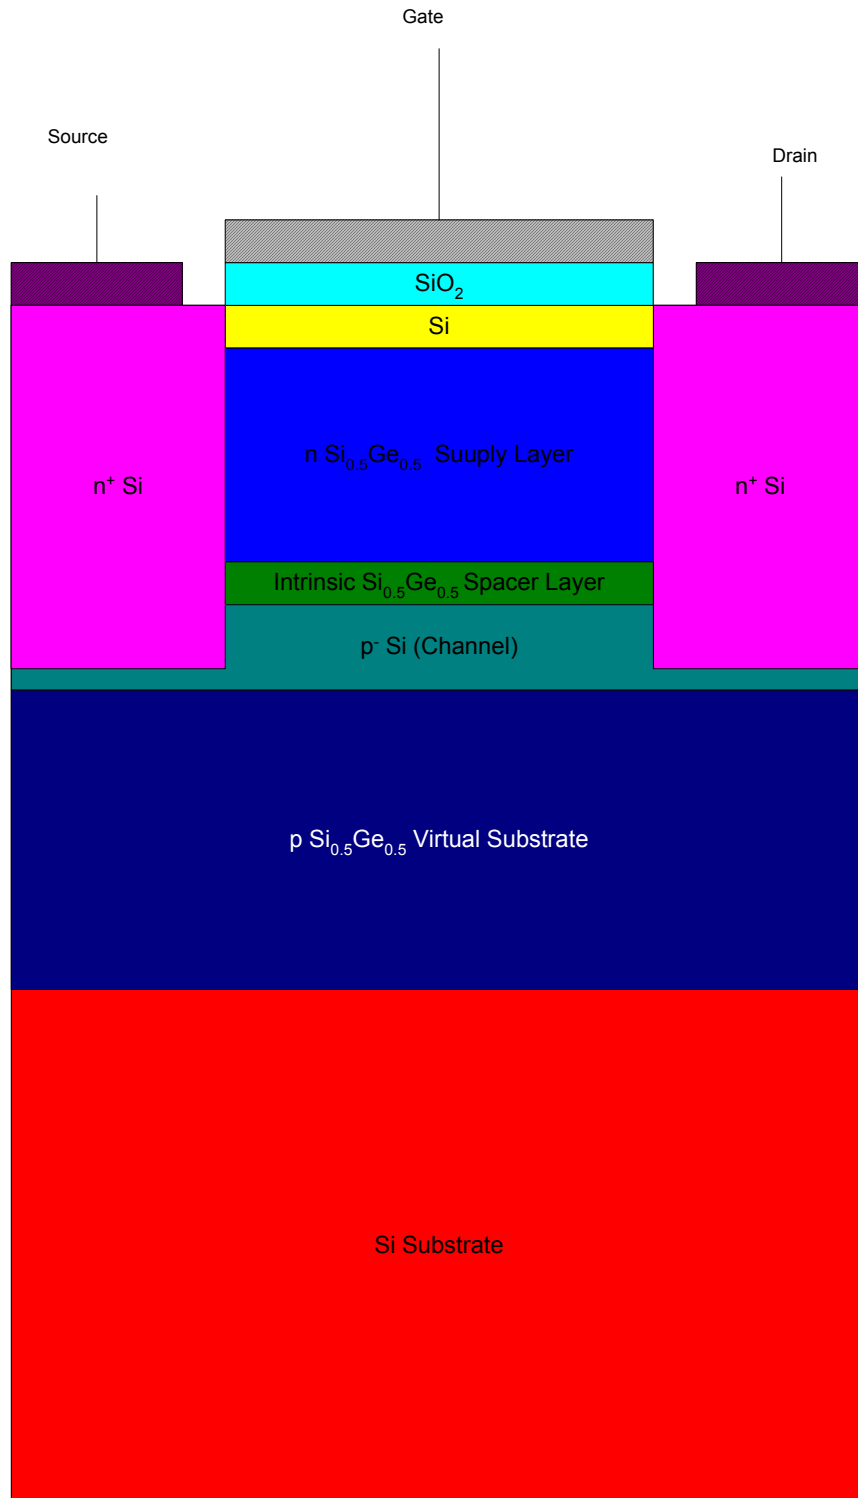 Gate
Source
Drain
SiO₂
Si
n Si₀.₅Ge₀.₅ Suuply Layer
n⁺ Si
n⁺ Si
Intrinsic Si₀.₅Ge₀.₅ Spacer Layer
p⁻ Si (Channel)
p Si₀.₅Ge₀.₅ Virtual Substrate
Si Substrate